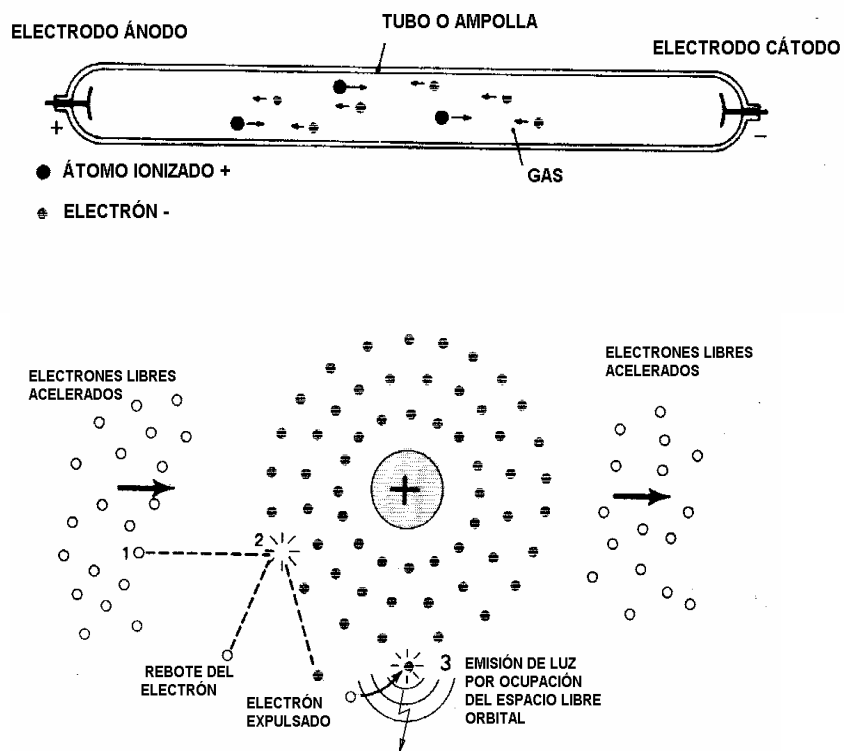 TUBO O AMPOLLA
ELECTRODO ÁNODO
ELECTRODO CÁTODO
+
−
GAS
ÁTOMO IONIZADO +
ELECTRÓN -
ELECTRONES LIBRES
ACELERADOS
ELECTRONES LIBRES
ACELERADOS
+
2
1
REBOTE DEL
ELECTRÓN
ELECTRÓN
EXPULSADO
3 EMISIÓN DE LUZ
POR OCUPACIÓN
DEL ESPACIO LIBRE
ORBITAL